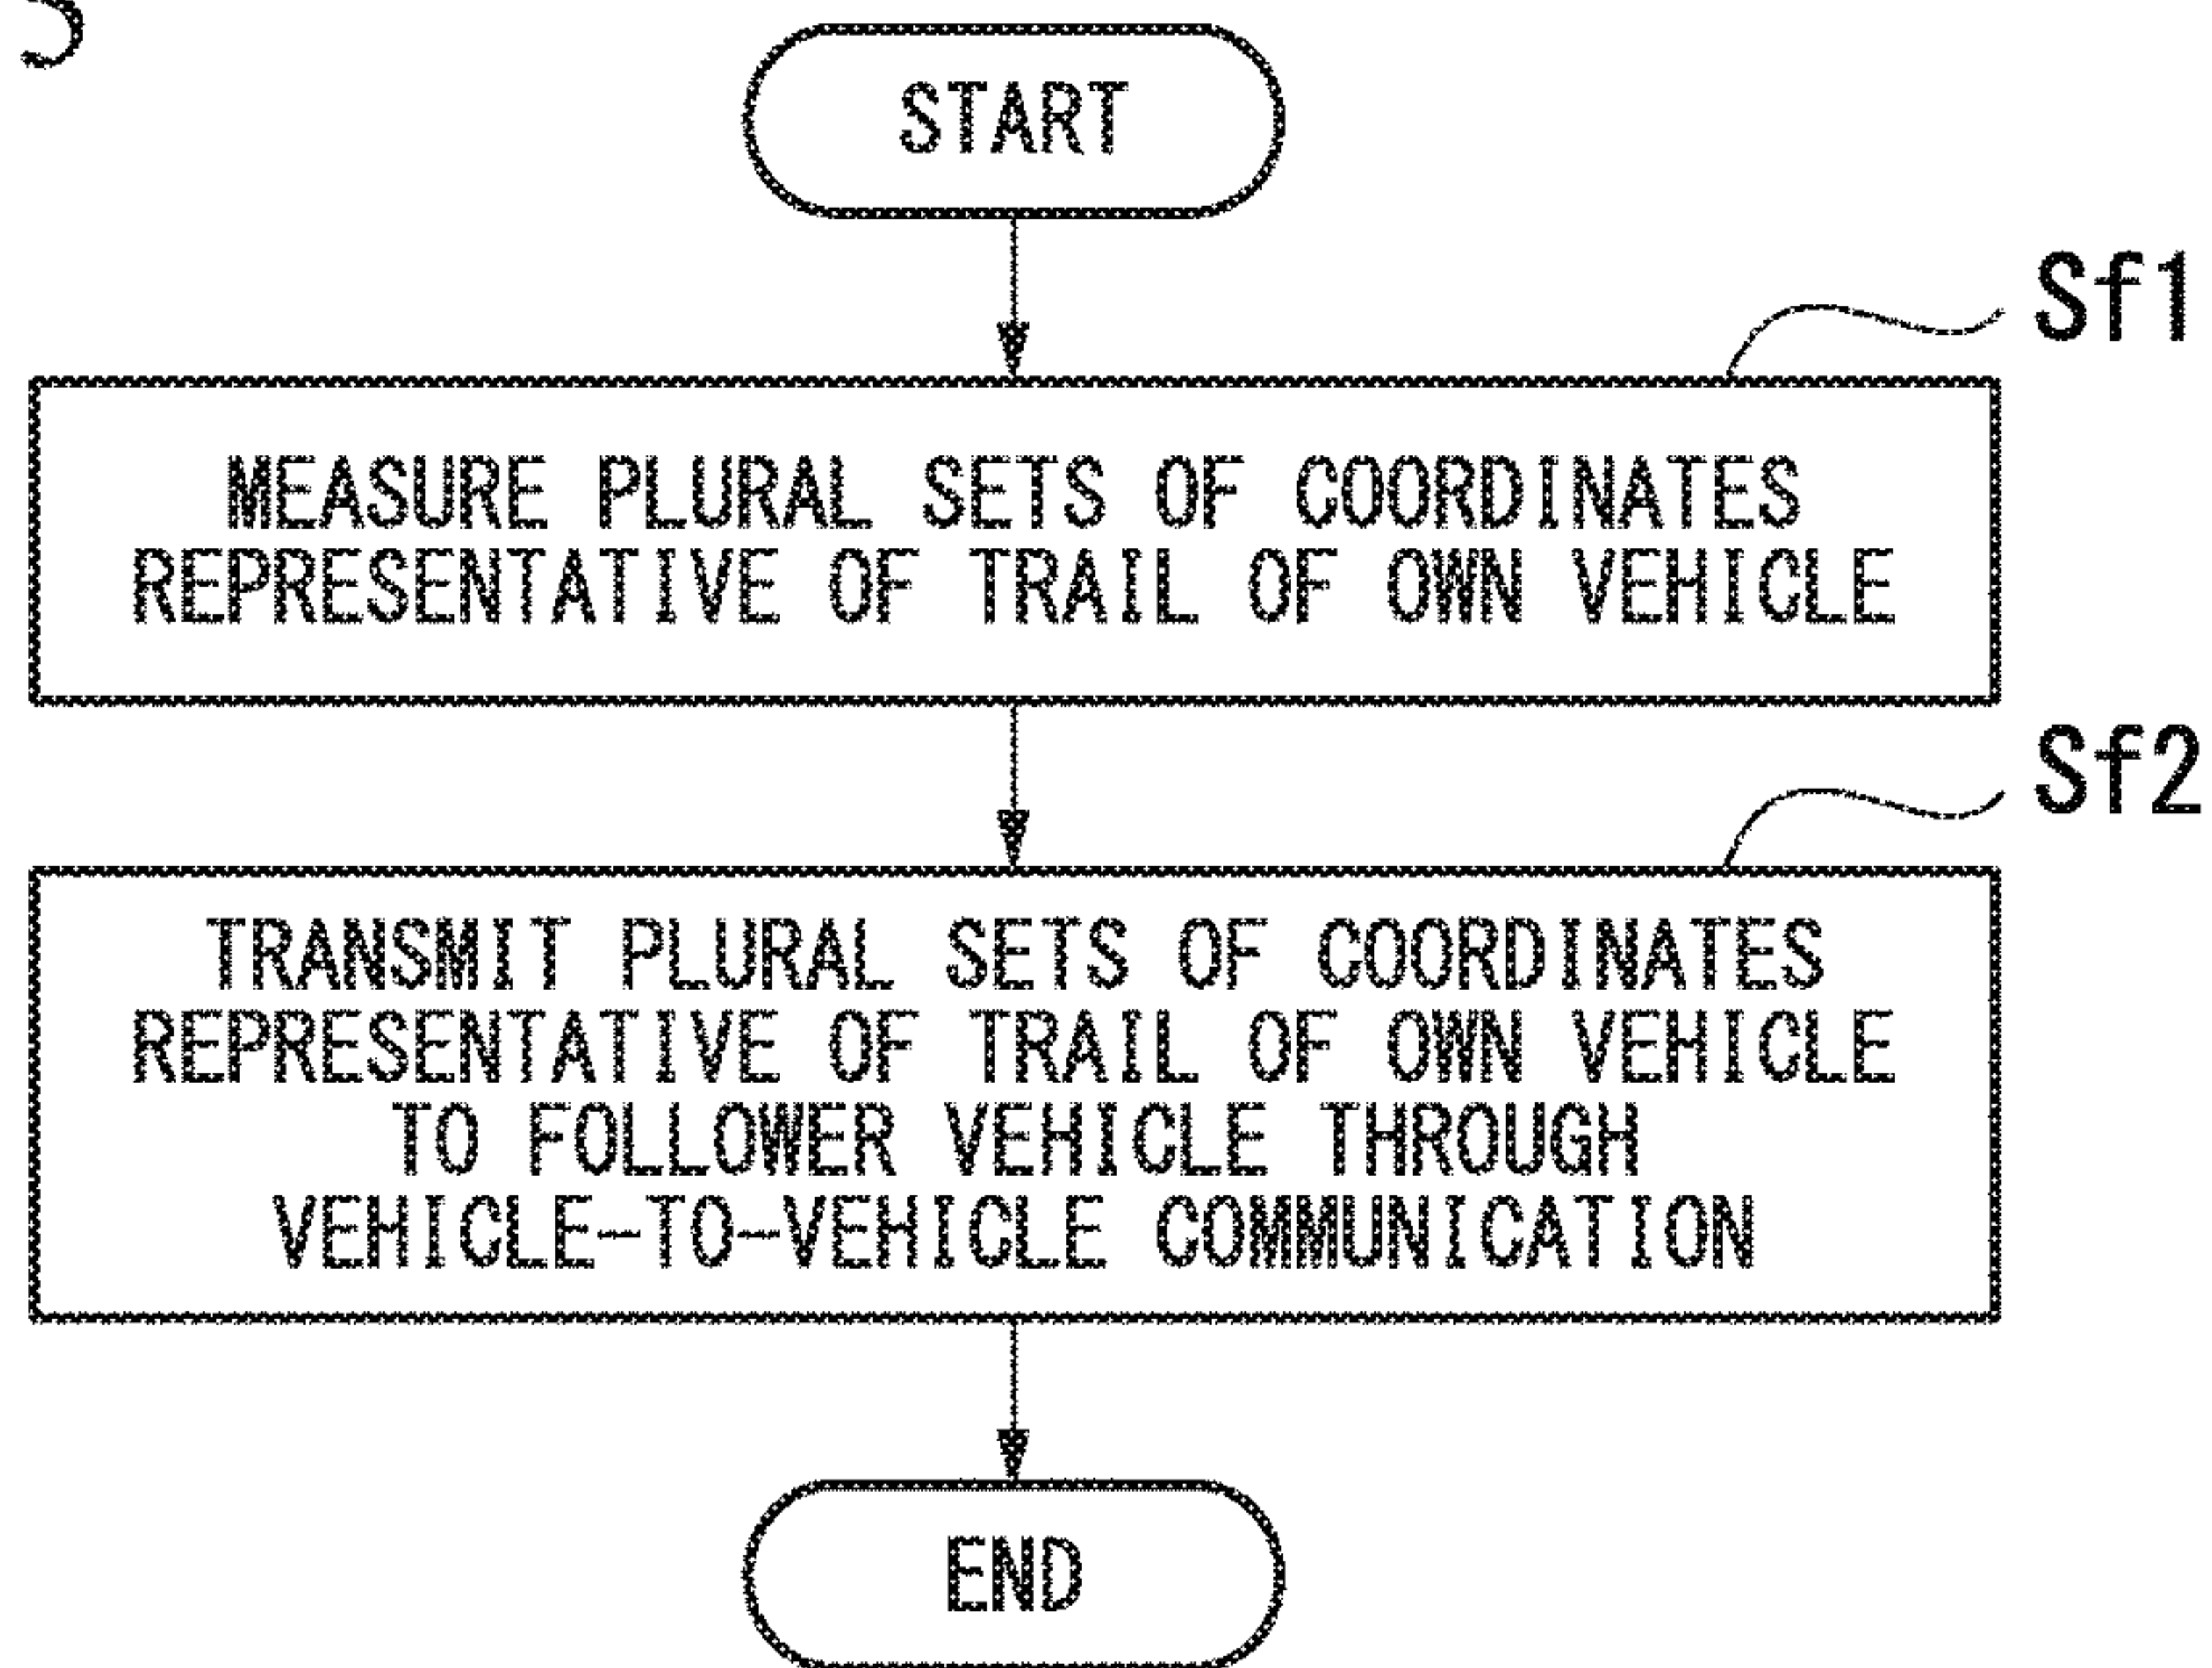 START
Sf1
MEASURE PLURAL SETS OF COORDINATES
REPRESENTATIVE OF TRAIL OF OWN VEHICLE
Sf2
TRANSMIT PLURAL SETS OF COORDINATES
REPRESENTATIVE OF TRAIL OF OWN VEHICLE
TO FOLLOWER VEHICLE THROUGH
VEHICLE-TO-VEHICLE COMMUNICATION
END